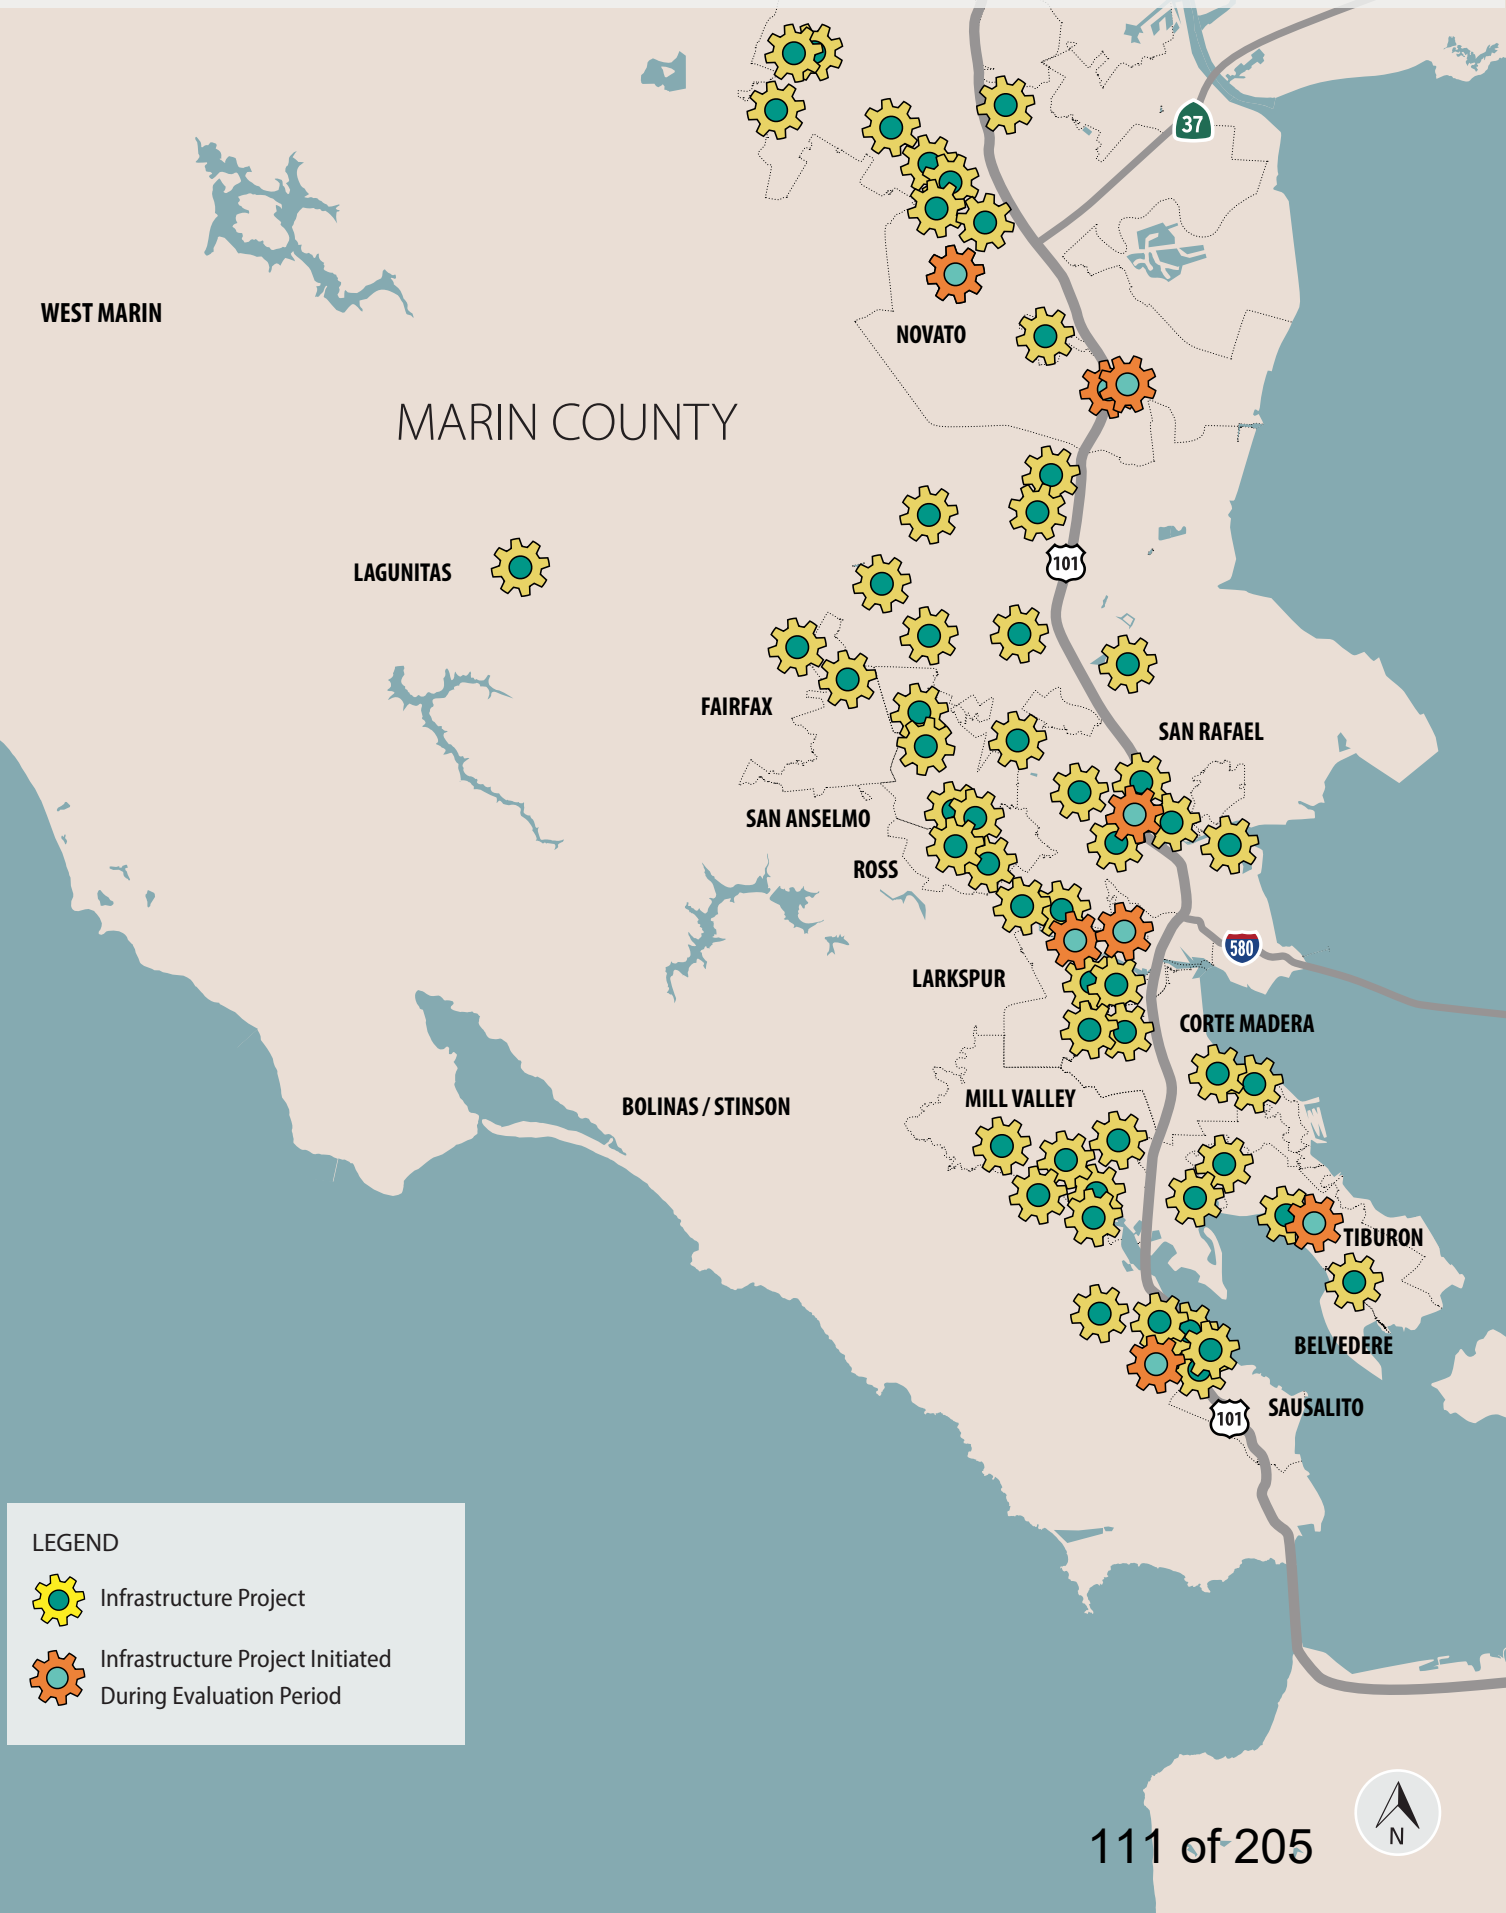 37
WEST MARIN
NOVATO
MARIN COUNTY
101
LAGUNITAS
FAIRFAX
SAN RAFAEL
SAN ANSELMO
ROSS
580
LARKSPUR
CORTE MADERA
MILL VALLEY
BOLINAS / STINSON
TIBURON
BELVEDERE
SAUSALITO
101
LEGEND
Infrastructure Project
Infrastructure Project Initiated
During Evaluation Period
N
111 of 205